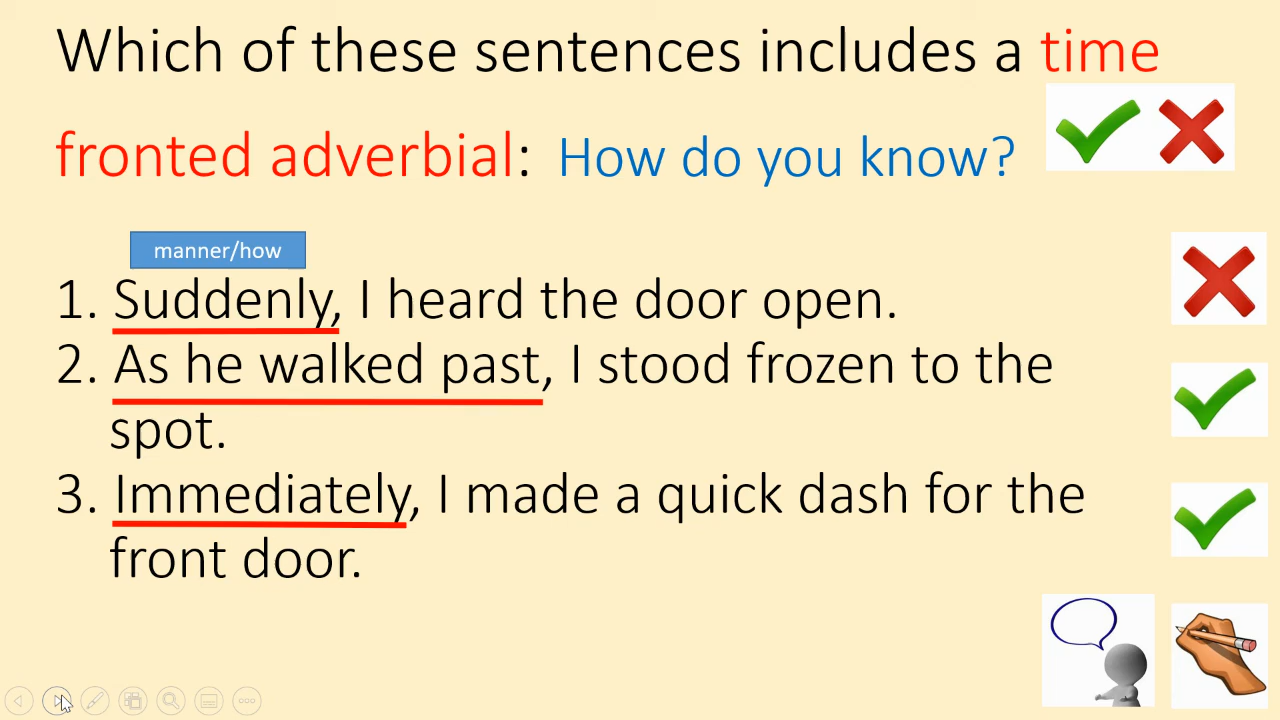 Which of these sentences includes a time
fronted adverbial: How do you know?
manner/how
1. Suddenly, I heard the door open.
2. As he walked past, I stood frozen to the
spot.
3. Immediately, I made a quick dash for the
front door.